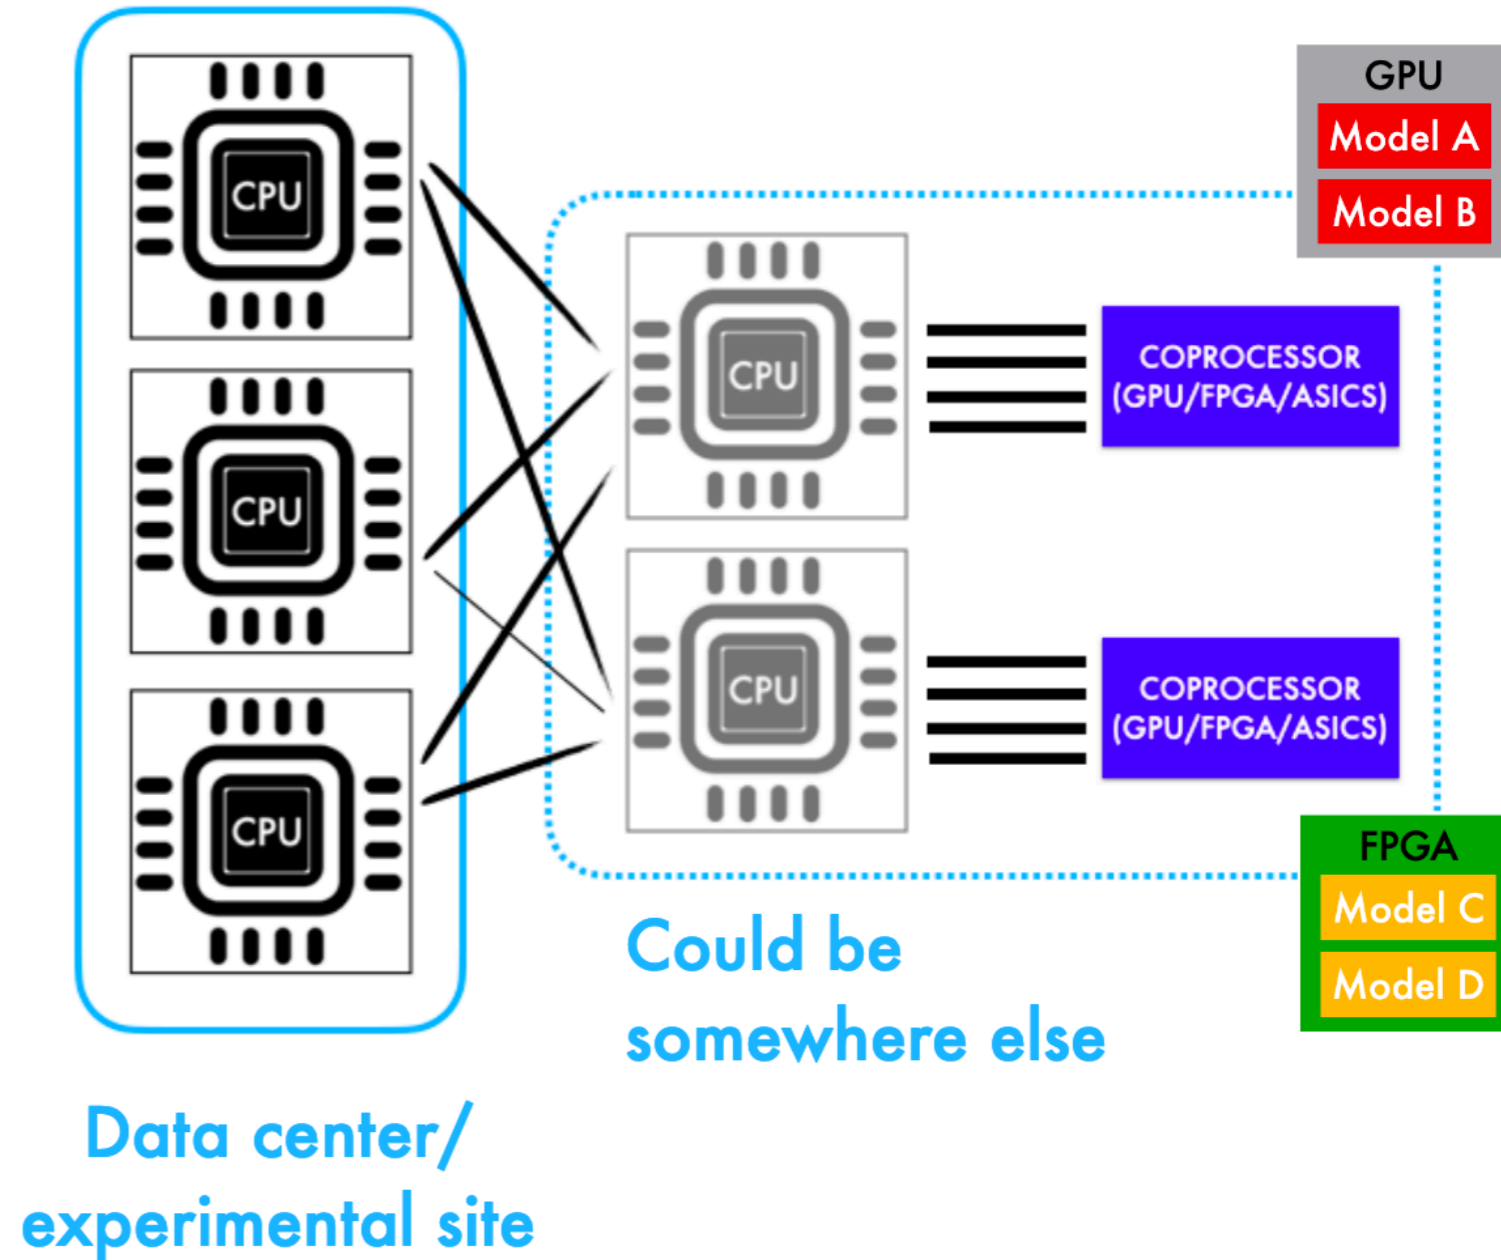 CPU
CPU
CPU
Data center/
experimental site
CPU
CPU
COPROCESSOR
(GPU/FPGA/ASICS)
COPROCESSOR
(GPU/FPGA/ASICS)
Could be
somewhere else
GPU
Model A
Model B
FPGA
Model C
Model D